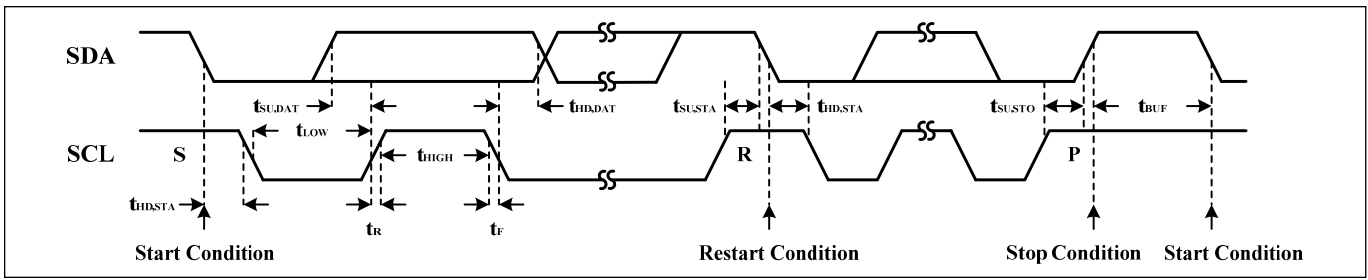 SDA
tSU,DAT tHD,DAT tSU,STA tHD,STA tSU,STO tBUF
tLOW
SCL S tHIGH R P
tHD,STA
tR tF
Start Condition Restart Condition Stop Condition Start Condition